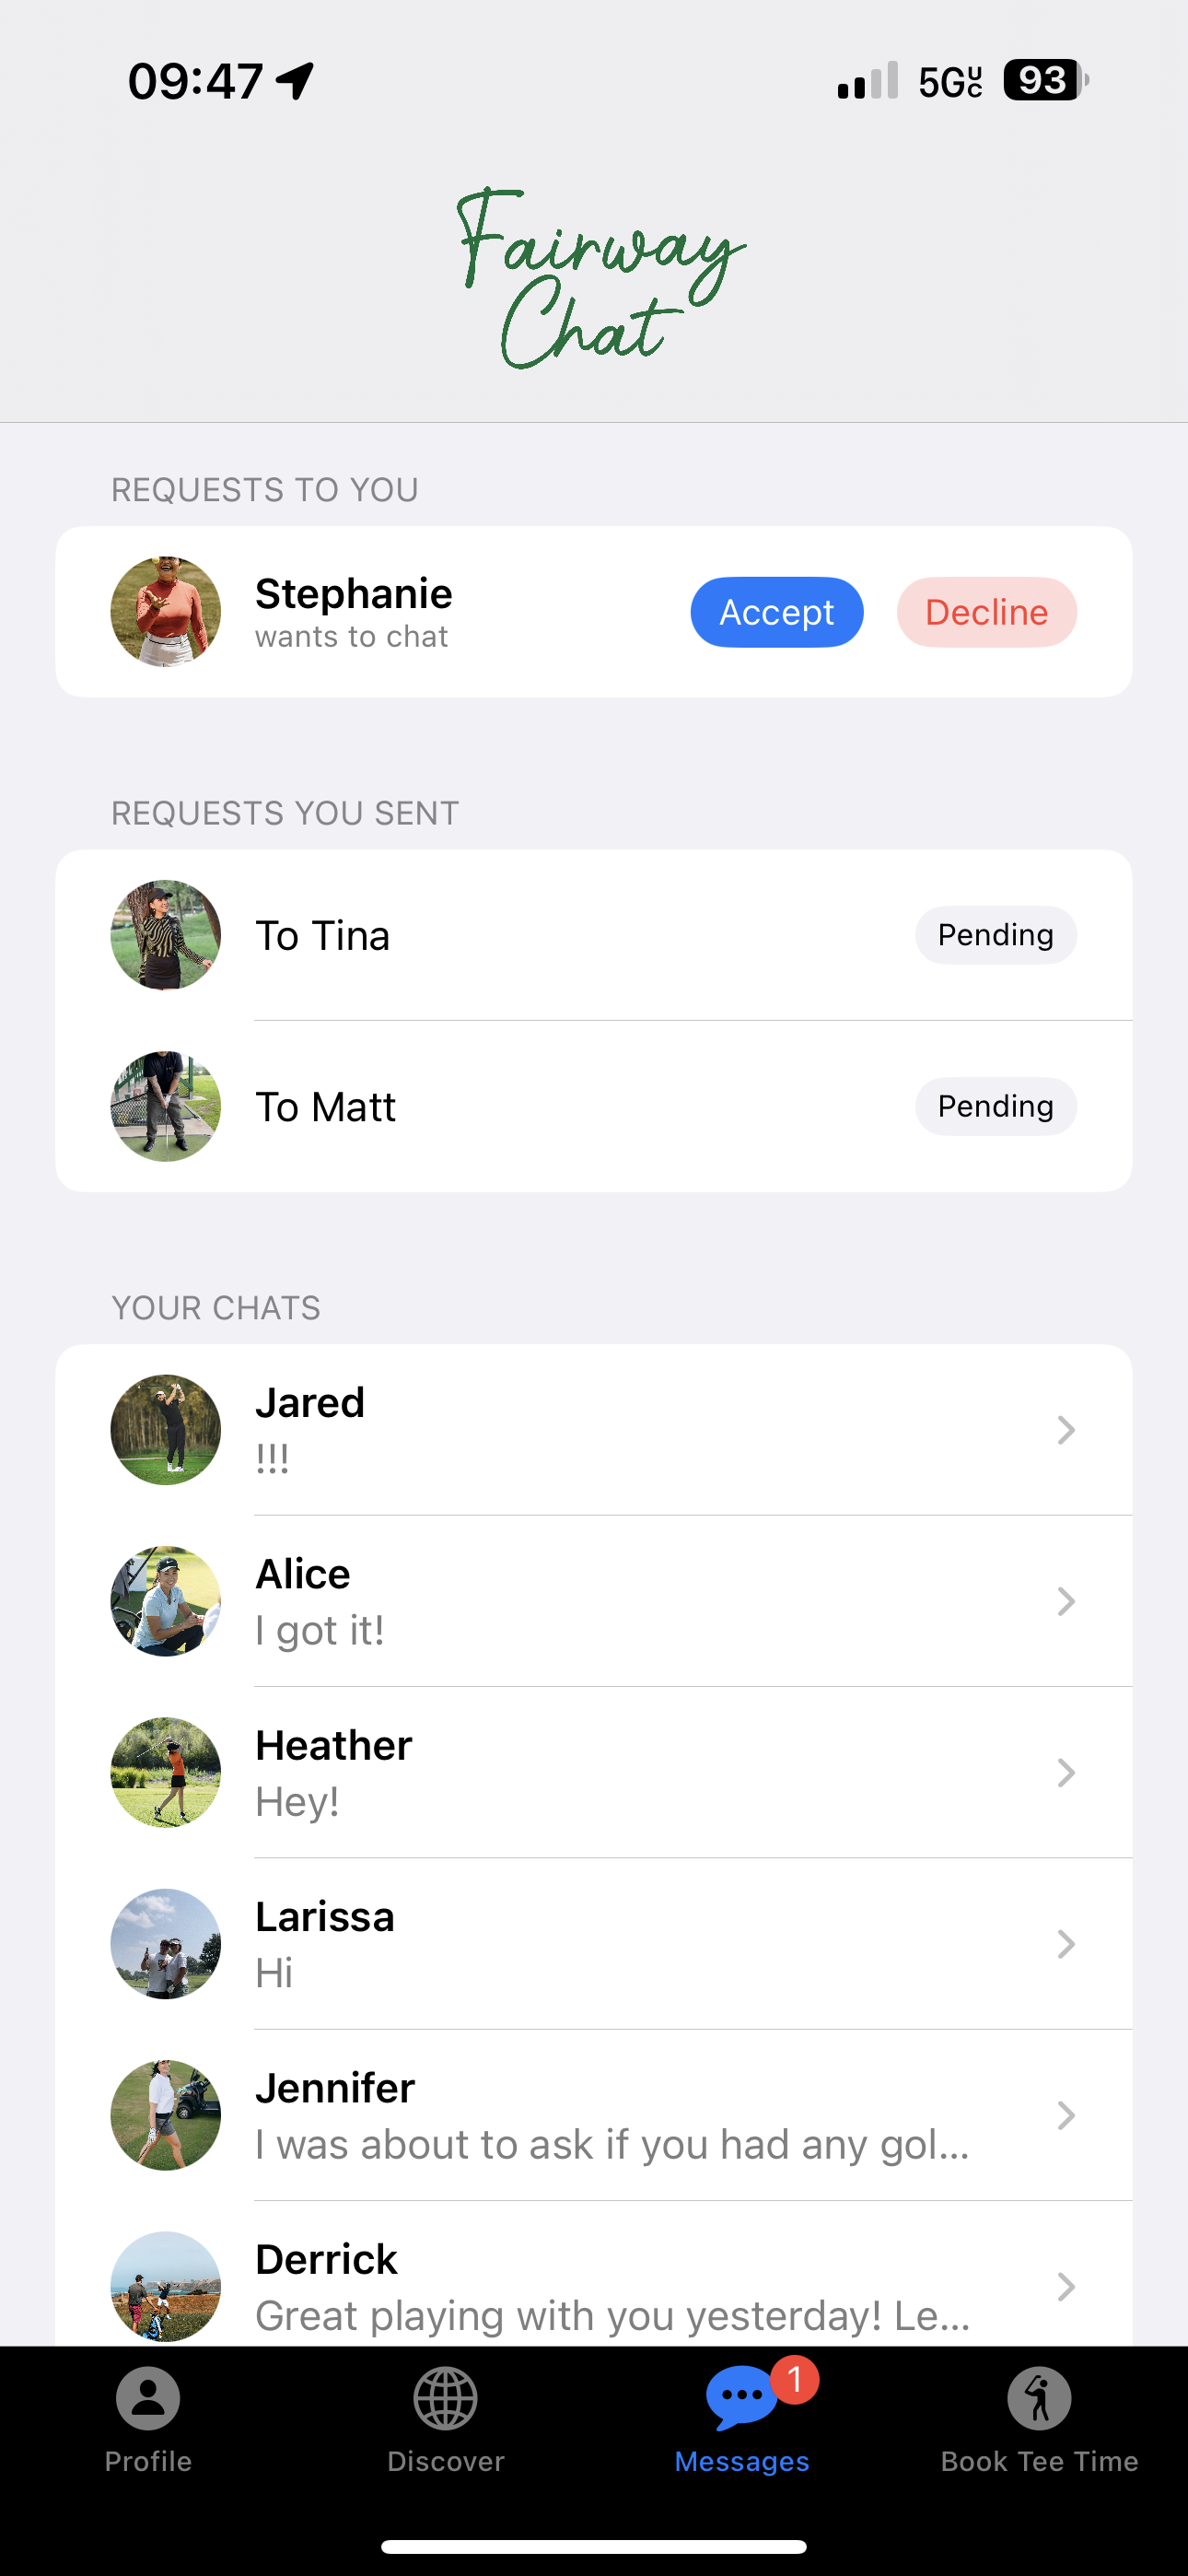 09:47
5G UC
93
Fairway
Chat
REQUESTS TO YOU
Stephanie
wants to chat
Accept
Decline
REQUESTS YOU SENT
To Tina
Pending
To Matt
Pending
YOUR CHATS
Jared
!!!
Alice
I got it!
Heather
Hey!
Larissa
Hi
Jennifer
I was about to ask if you had any gol...
Derrick
Great playing with you yesterday! Le...
1
Profile
Discover
Messages
Book Tee Time